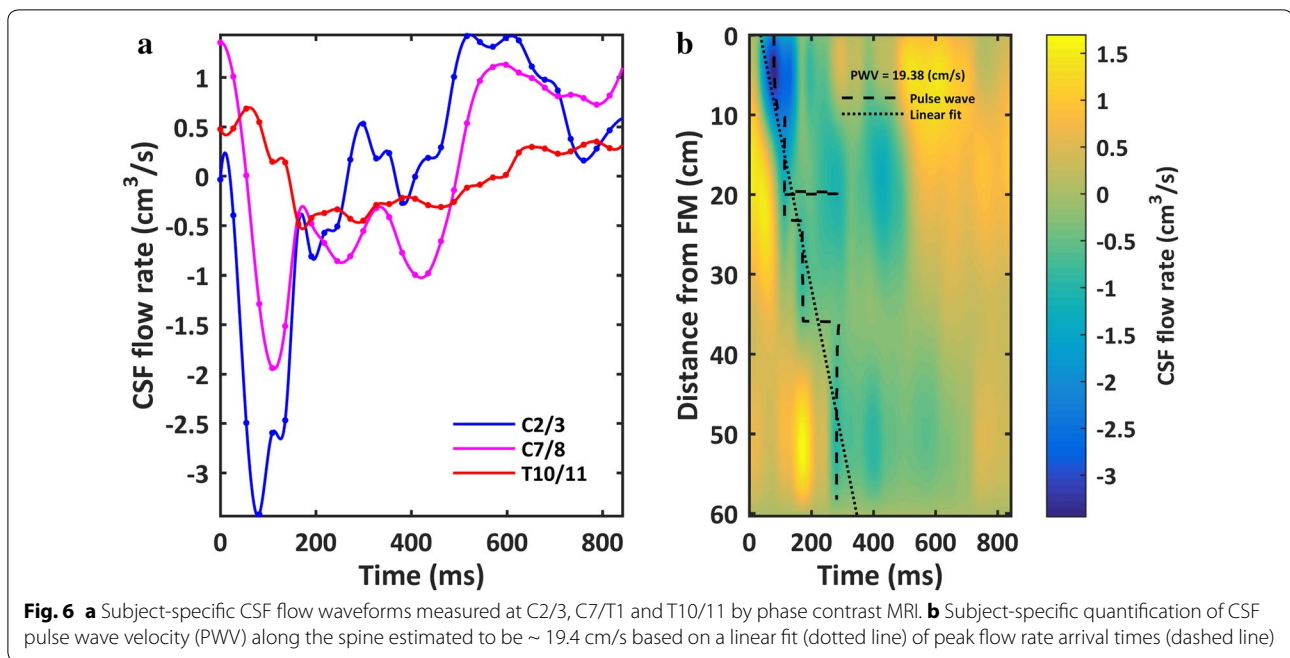 a
CSF flow rate (cm³/s)
1
0.5
0
-0.5
-1
-1.5
-2
-2.5
-3
C2/3
C7/8
T10/11
0 200 400 600 800
Time (ms)
b
Distance from FM (cm)
0
10
20
30
40
50
60
PWV = 19.38 (cm/s)
Pulse wave
Linear fit
0 200 400 600 800
Time (ms)
1.5
1
0.5
0
-0.5
-1
-1.5
-2
-2.5
-3
CSF flow rate (cm³/s)
Fig. 6 a Subject-specific CSF flow waveforms measured at C2/3, C7/T1 and T10/11 by phase contrast MRI. b Subject-specific quantification of CSF
pulse wave velocity (PWV) along the spine estimated to be ~ 19.4 cm/s based on a linear fit (dotted line) of peak flow rate arrival times (dashed line)